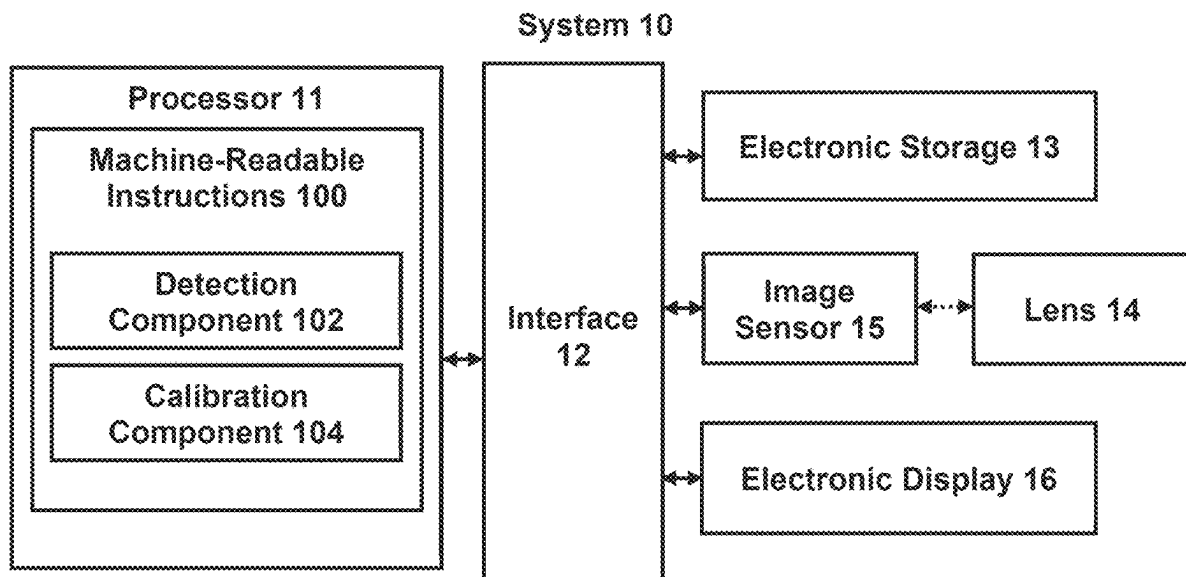 System 10
Processor 11
Machine-Readable
Instructions 100
Detection
Component 102
Calibration
Component 104
Interface
12
Electronic Storage 13
Image
Sensor 15
Lens 14
Electronic Display 16